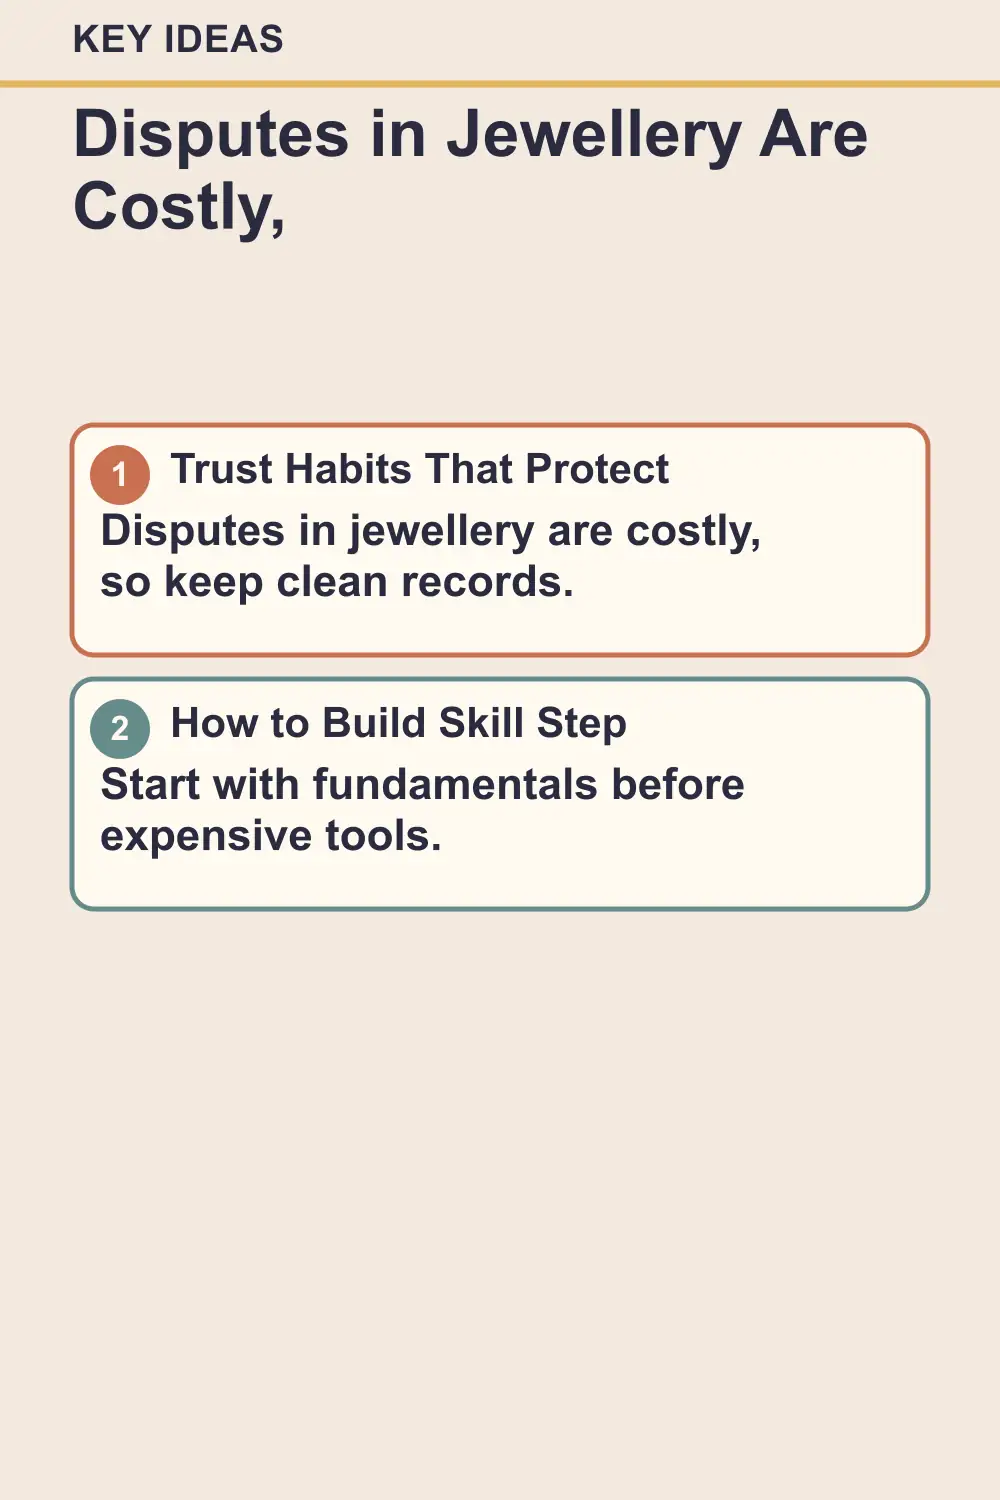 KEY IDEAS
Disputes in Jewellery Are
Costly,
1 Trust Habits That Protect
Disputes in jewellery are costly,
so keep clean records.
2 How to Build Skill Step
Start with fundamentals before
expensive tools.